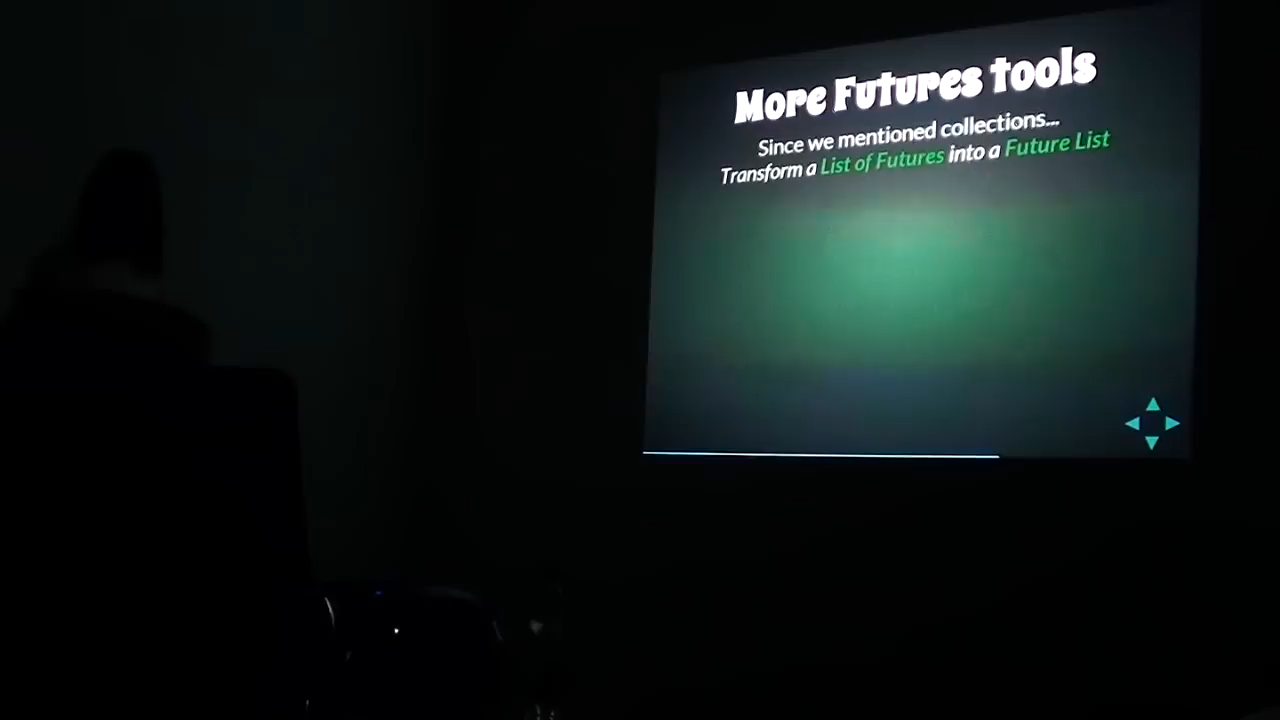 More Futures tools
Since we mentioned collections...
Transform a List of Futures into a Future List